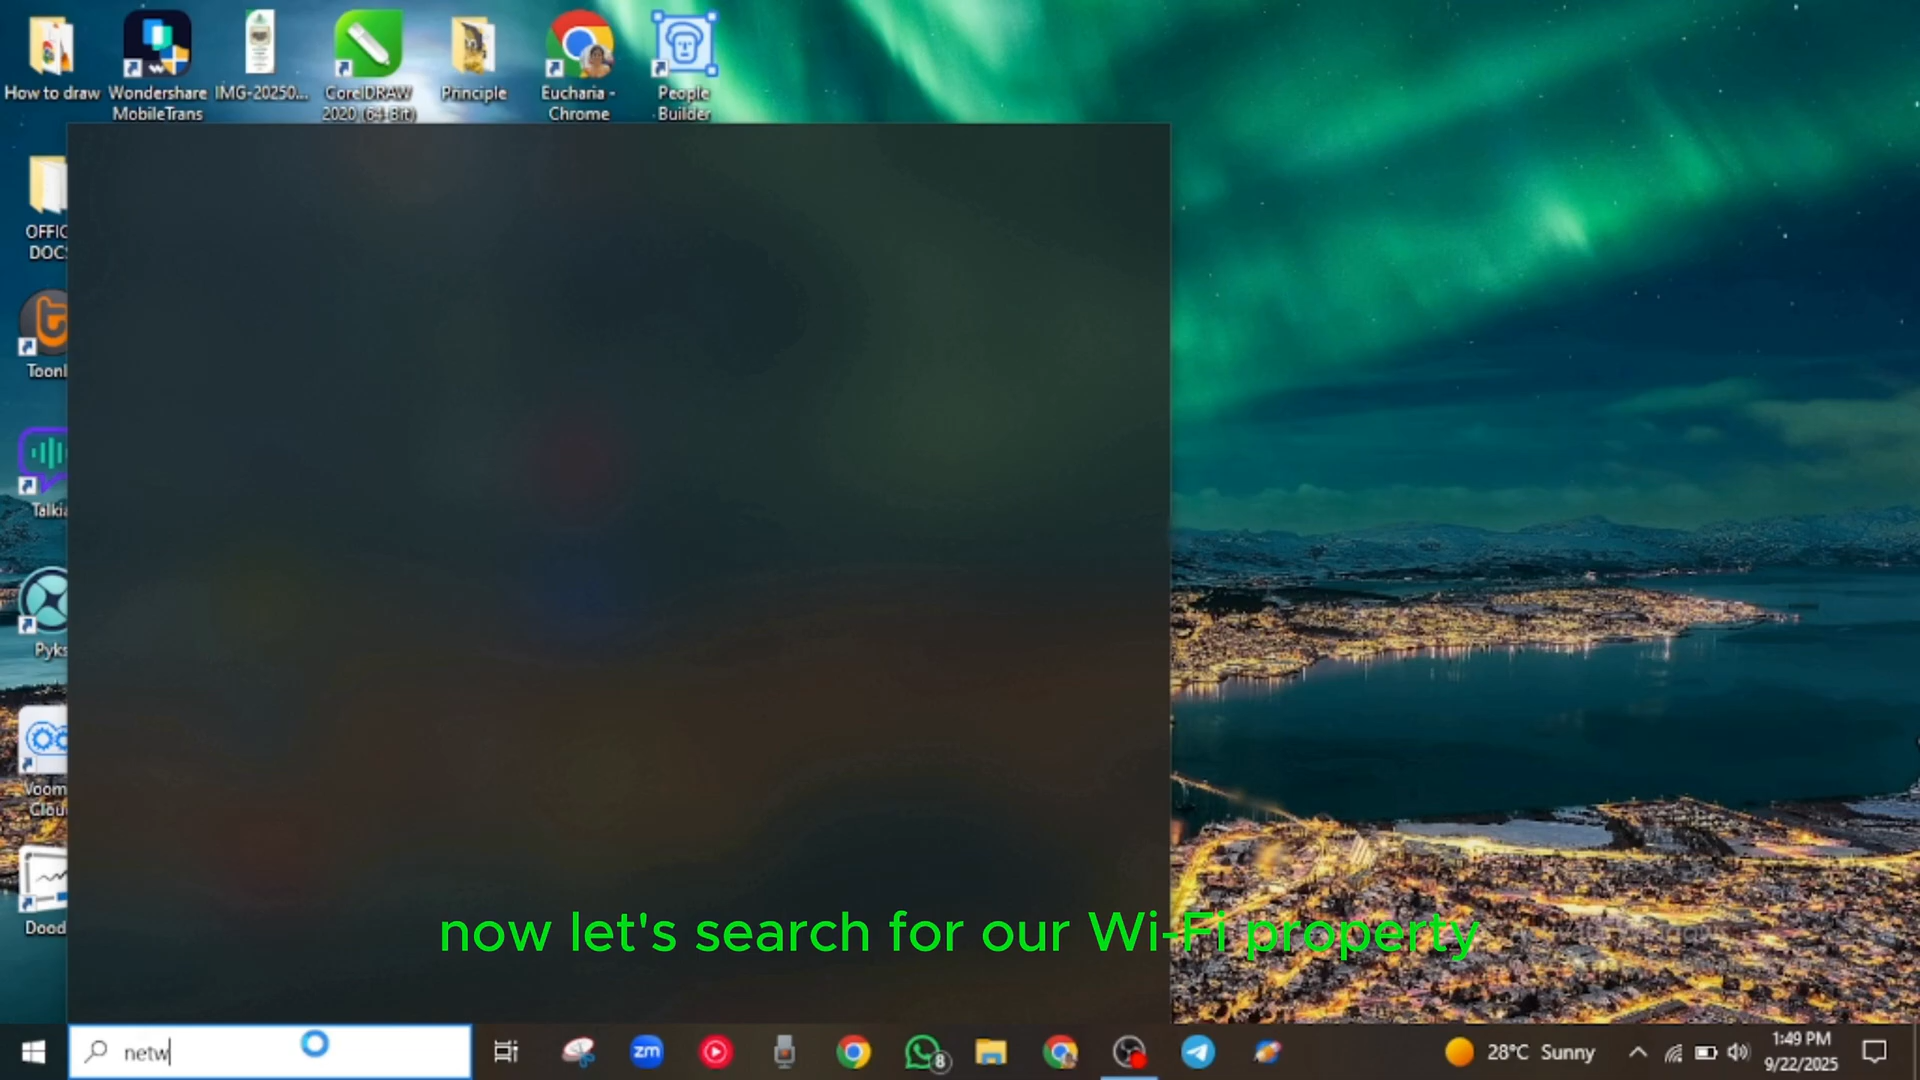 How to draw
Wondershare
MobileTrans
IMG-20250...
CorelDRAW
2020 (64-Bit)
Principle
Eucharia -
Chrome
People
Builder
OFFIC
DOCS
Toonl
Talkia
Pyks
Voom
Clou
Dood
now let's search for our Wi-Fi property
netw
zm
8
28°C Sunny
1:49 PM
9/22/2025